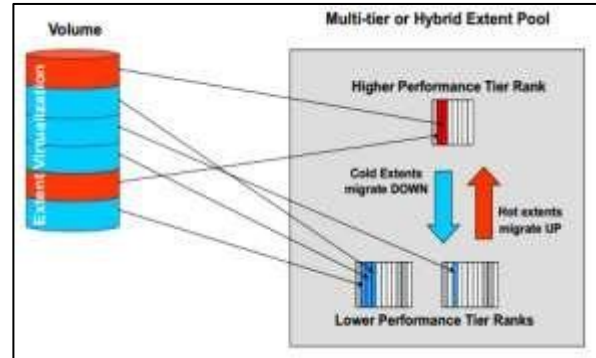 Volume
Multi-tier or Hybrid Extent Pool
Extent Virtualization
Higher Performance Tier Rank
Cold Extents
migrate DOWN
Hot extents
migrate UP
Lower Performance Tier Ranks